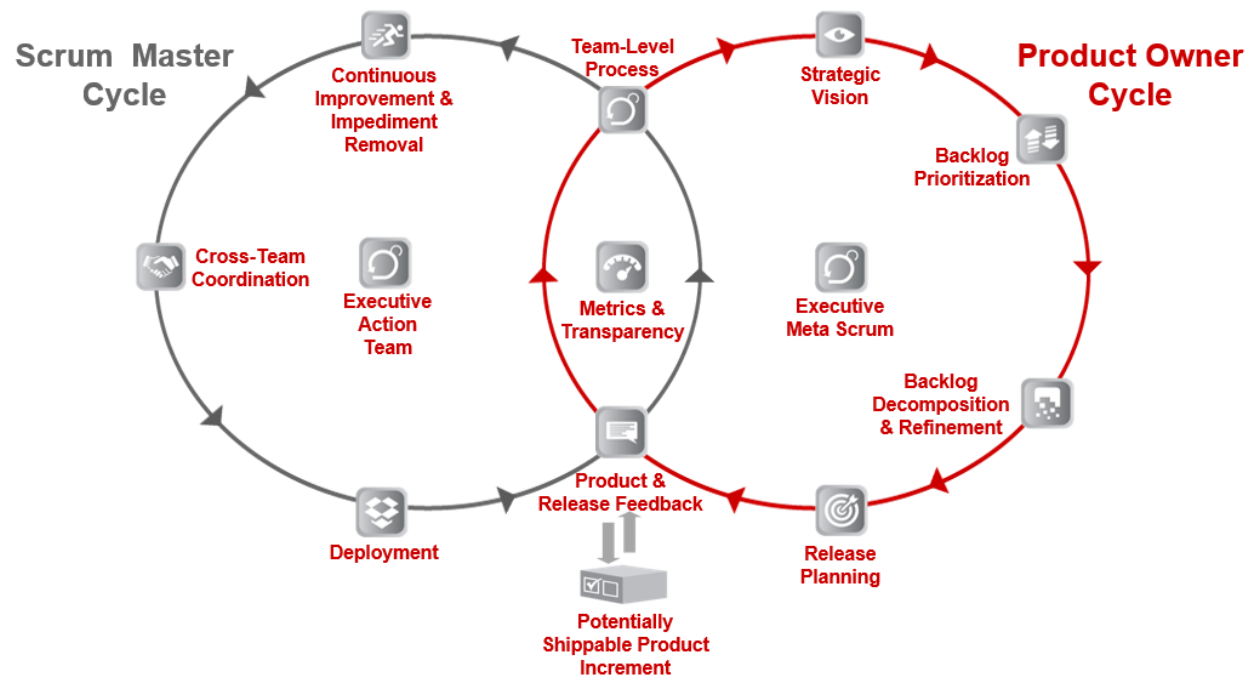 Scrum Master
Cycle
Continuous
Improvement &
Impediment
Removal
Team-Level
Process
Strategic
Vision
Product Owner
Cycle
Backlog
Prioritization
Cross-Team
Coordination
Executive
Action
Team
Metrics &
Transparency
Executive
Meta Scrum
Backlog
Decomposition
& Refinement
Product &
Release Feedback
Deployment
Release
Planning
Potentially
Shippable Product
Increment